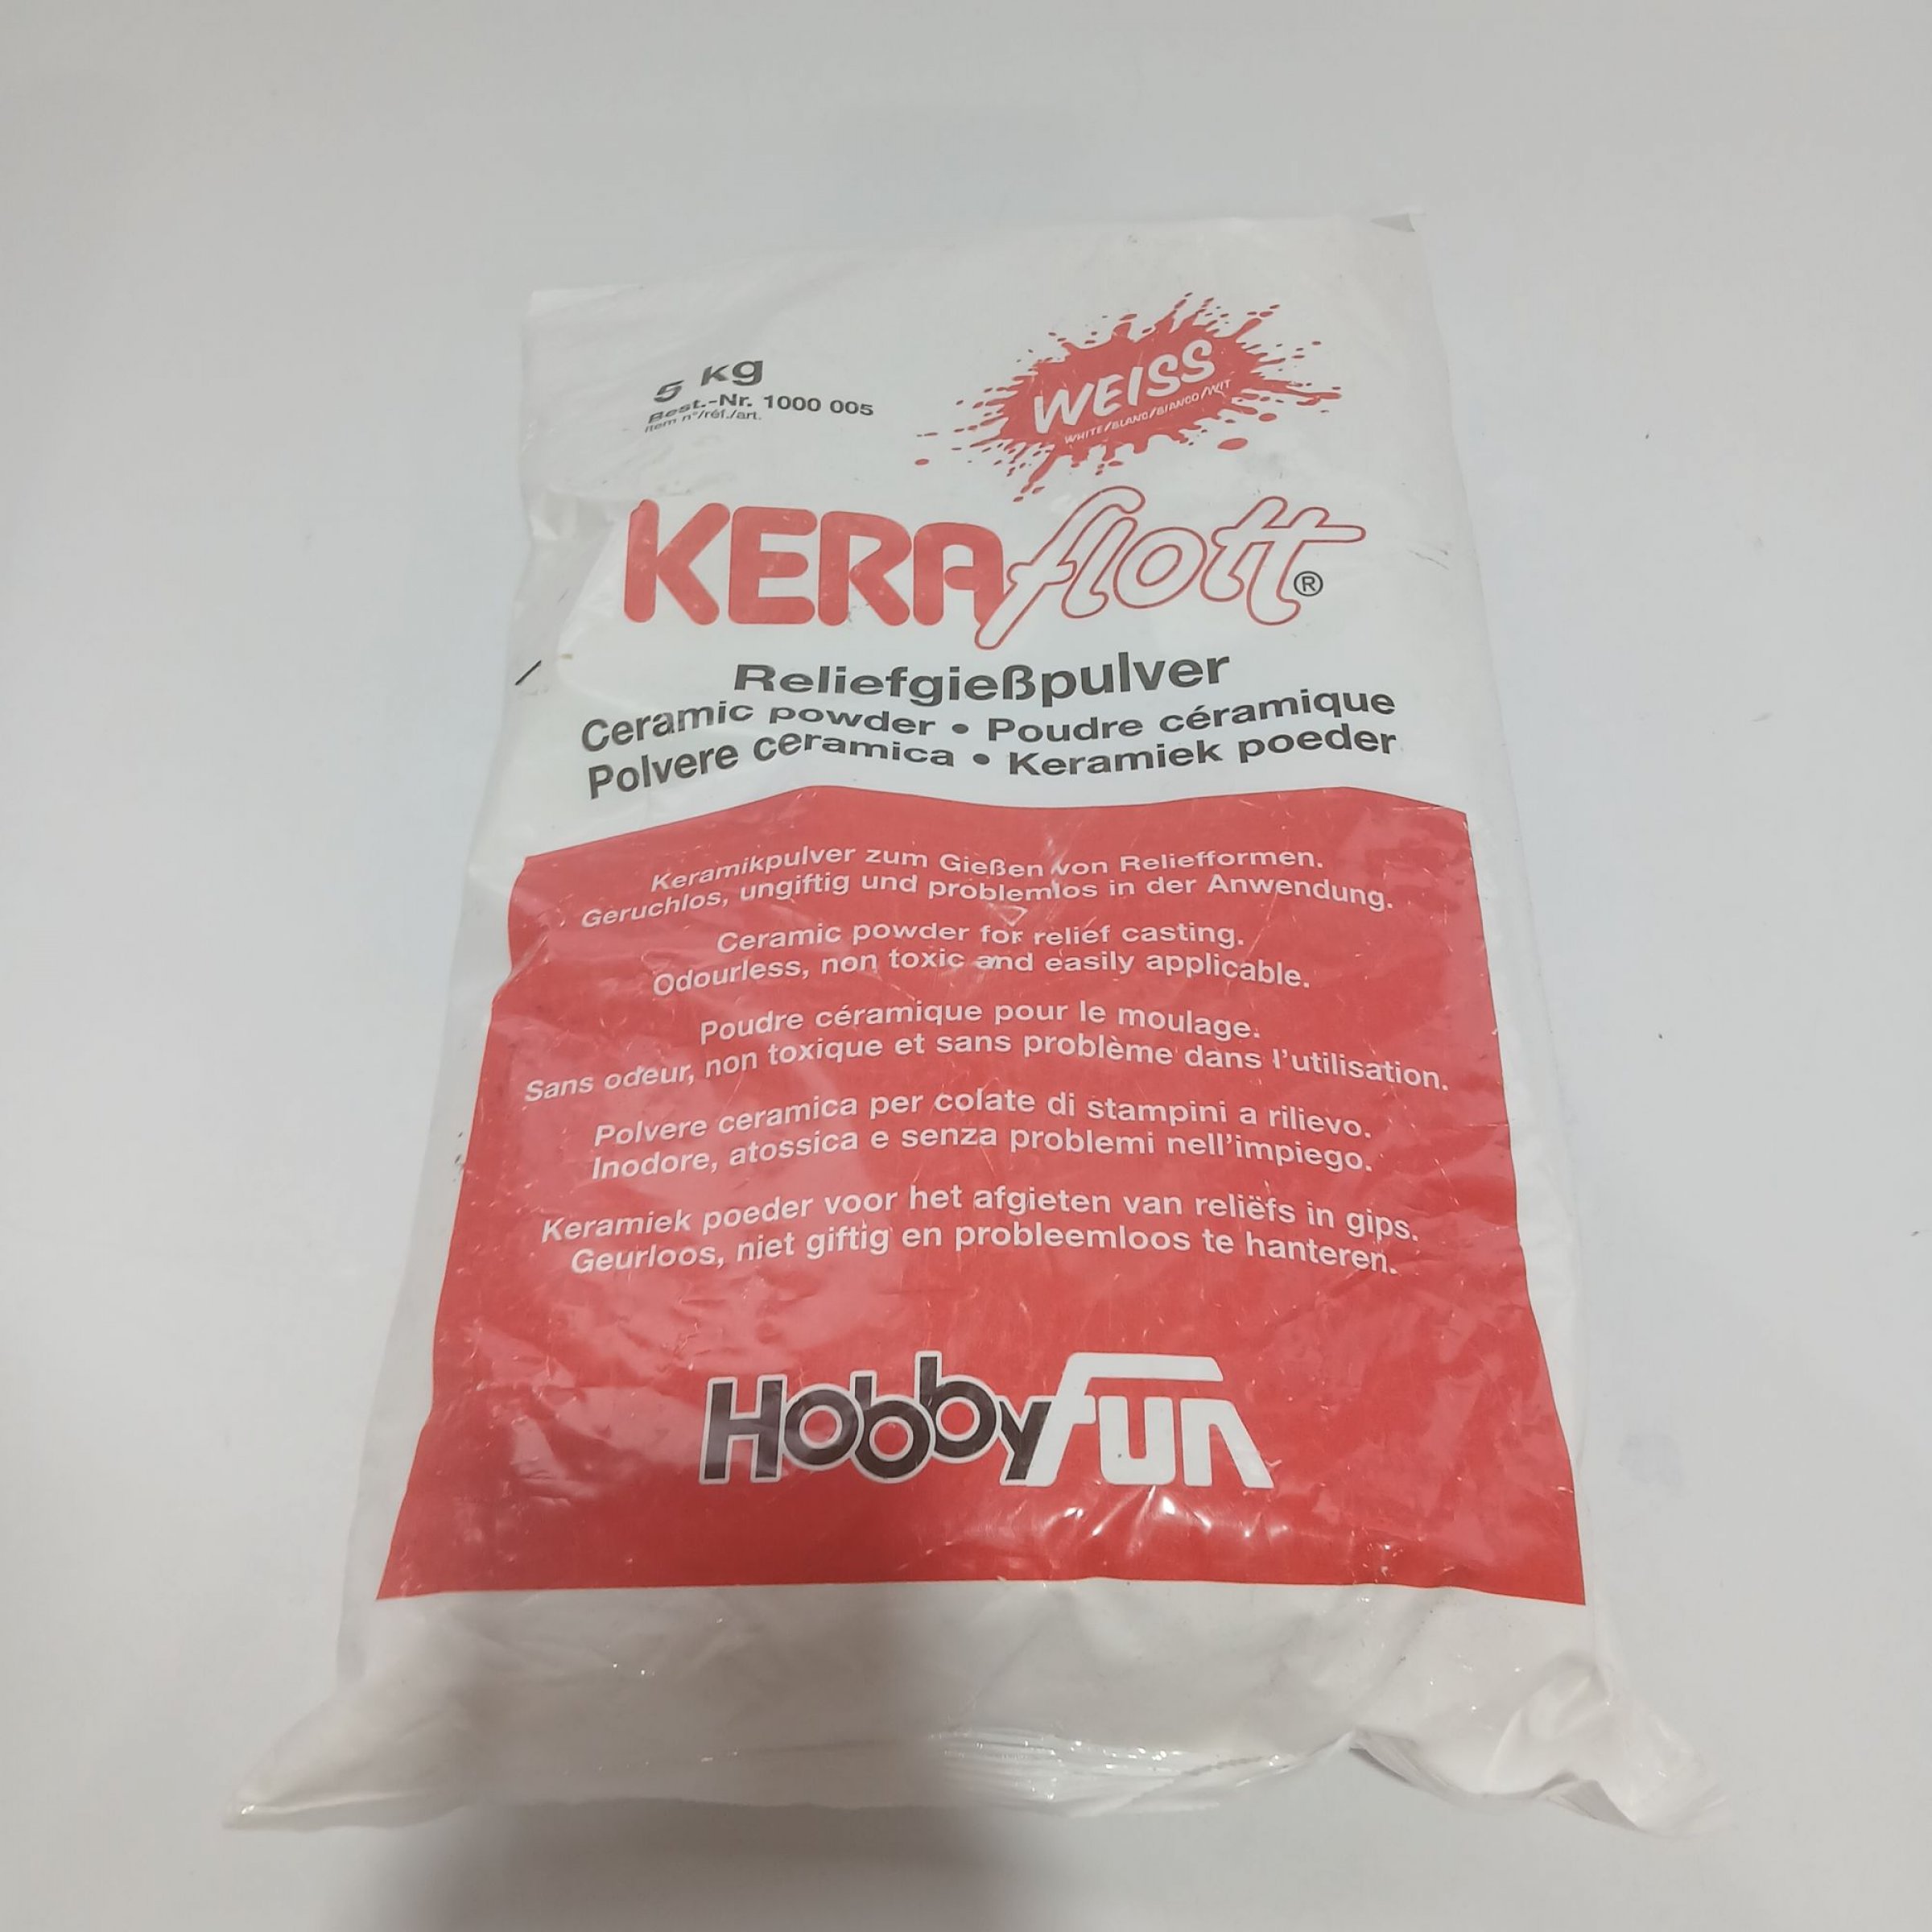 5 kg
Best.-Nr. 1000 005
Item n°/réf./art.
WEISS
WHITE/BLANC/BIANCO/WIT
KERAflott®
Reliefgießpulver
Ceramic powder • Poudre céramique
Polvere ceramica • Keramiek poeder
Keramikpulver zum Gießen von Reliefformen.
Geruchlos, ungiftig und problemlos in der Anwendung.
Ceramic powder for relief casting.
Odourless, non toxic and easily applicable.
Poudre céramique pour le moulage.
Sans odeur, non toxique et sans problème dans l'utilisation.
Polvere ceramica per colate di stampini a rilievo.
Inodore, atossica e senza problemi nell'impiego.
Keramiek poeder voor het afgieten van reliëfs in gips.
Geurloos, niet giftig en probleemloos te hanteren.
Hobbyfun